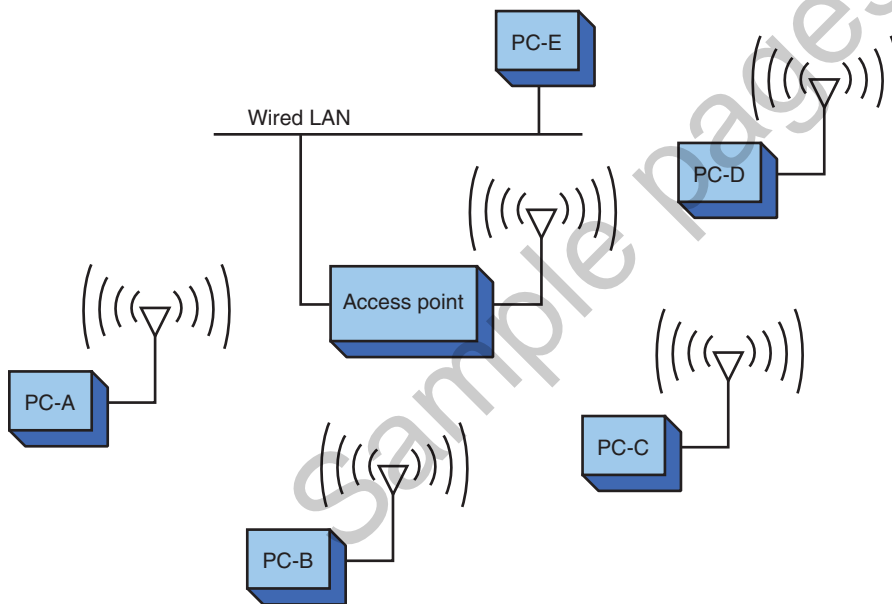 PC-E
Wired LAN
PC-D
Access point
PC-A
PC-C
PC-B
Sample pages